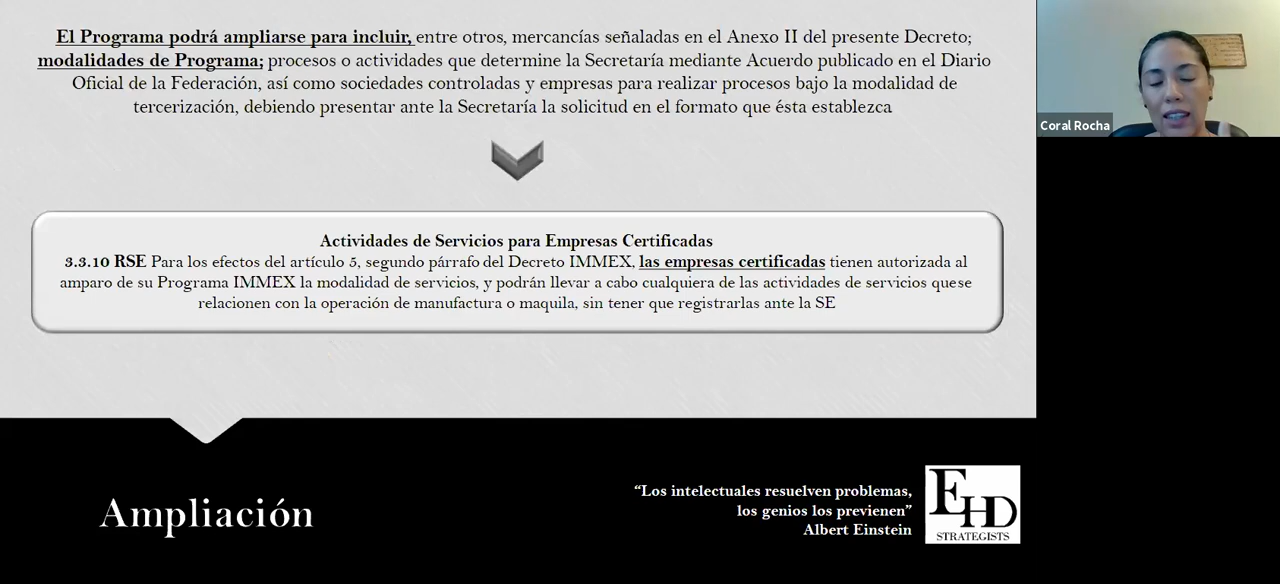 El Programa podrá ampliarse para incluir, entre otros, mercancías señaladas en el Anexo II del presente Decreto;
modalidades de Programa; procesos o actividades que determine la Secretaría mediante Acuerdo publicado en el Diario
Oficial de la Federación, así como sociedades controladas y empresas para realizar procesos bajo la modalidad de
tercerización, debiendo presentar ante la Secretaría la solicitud en el formato que ésta establezca
Coral Rocha
Actividades de Servicios para Empresas Certificadas
3.3.10 RSE Para los efectos del artículo 5, segundo párrafo del Decreto IMMEX, las empresas certificadas tienen autorizada al
amparo de su Programa IMMEX la modalidad de servicios, y podrán llevar a cabo cualquiera de las actividades de servicios quese
relacionen con la operación de manufactura o maquila, sin tener que registrarlas ante la SE
Ampliación
“Los intelectuales resuelven problemas,
los genios los previenen”
Albert Einstein
EHD
STRATEGISTS